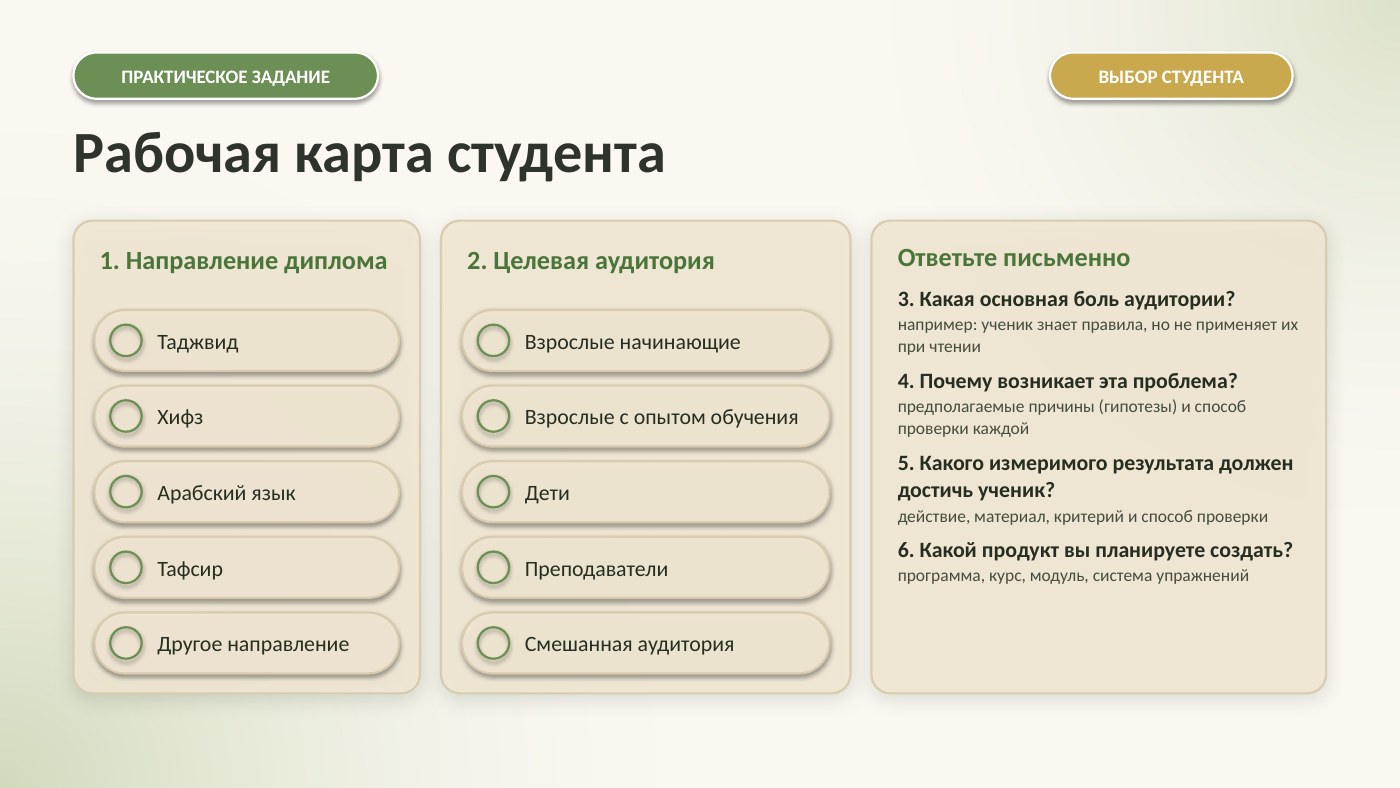 ПРАКТИЧЕСКОЕ ЗАДАНИЕ
ВЫБОР СТУДЕНТА
Рабочая карта студента
1. Направление диплома
Таджвид
Хифз
Арабский язык
Тафсир
Другое направление
2. Целевая аудитория
Взрослые начинающие
Взрослые с опытом обучения
Дети
Преподаватели
Смешанная аудитория
Ответьте письменно
3. Какая основная боль аудитории?
например: ученик знает правила, но не применяет их
при чтении
4. Почему возникает эта проблема?
предполагаемые причины (гипотезы) и способ
проверки каждой
5. Какого измеримого результата должен
достичь ученик?
действие, материал, критерий и способ проверки
6. Какой продукт вы планируете создать?
программа, курс, модуль, система упражнений